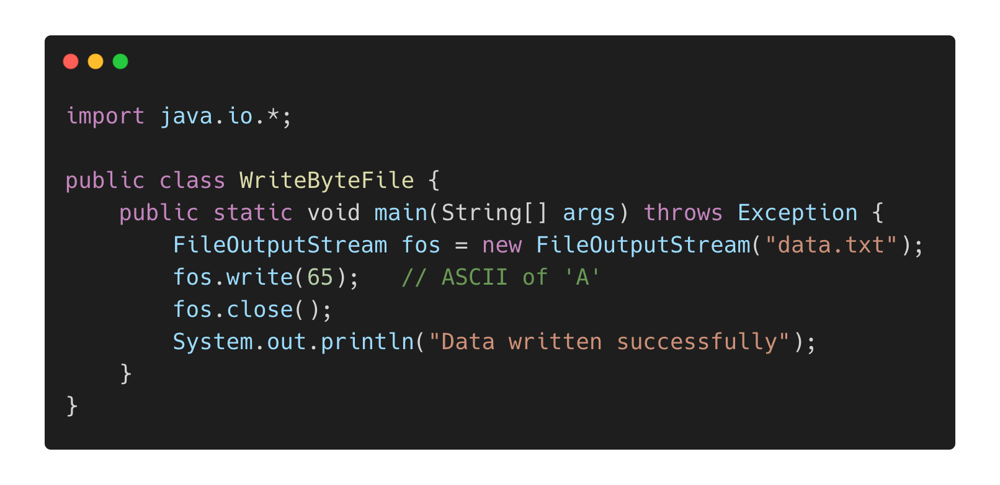 import java.io.*;

public class WriteByteFile {
    public static void main(String[] args) throws Exception {
        FileOutputStream fos = new FileOutputStream("data.txt");
        fos.write(65);   // ASCII of 'A'
        fos.close();
        System.out.println("Data written successfully");
    }
}